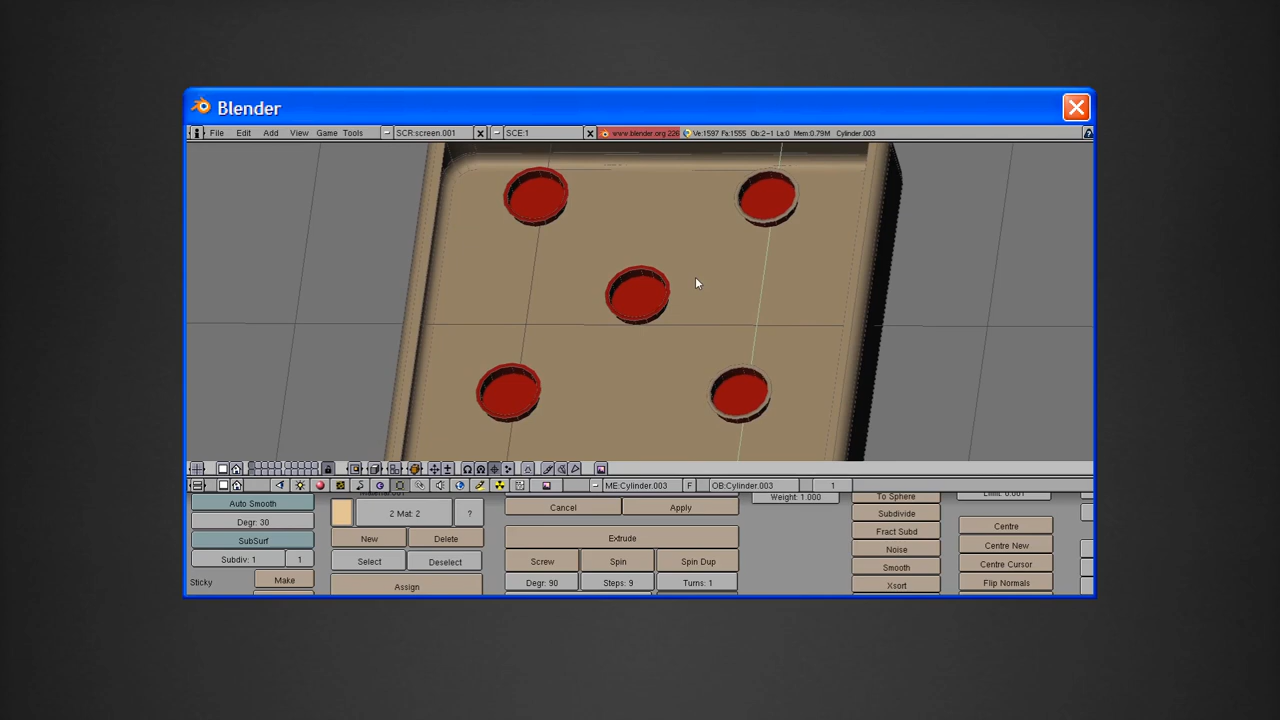 Blender
File Edit Add View Game Tools SCR:screen.001 SCE:1 www.blender.org 226 Ve:1597 Fa:1555 Ob:2-1 La:0 Mem:0.79M Cylinder.003
ME:Cylinder.003 F OB:Cylinder.003 1
Auto Smooth
Degr: 30
SubSurf
Subdiv: 1 1
Sticky Make
2 Mat: 2 ?
New Delete
Select Deselect
Assign
Cancel Apply
Extrude
Screw Spin Spin Dup
Degr: 90 Steps: 9 Turns: 1
Weight: 1.000
To Sphere
Subdivide
Fract Subd
Noise
Smooth
Xsort
Limit: 0.001
Centre
Centre New
Centre Cursor
Flip Normals